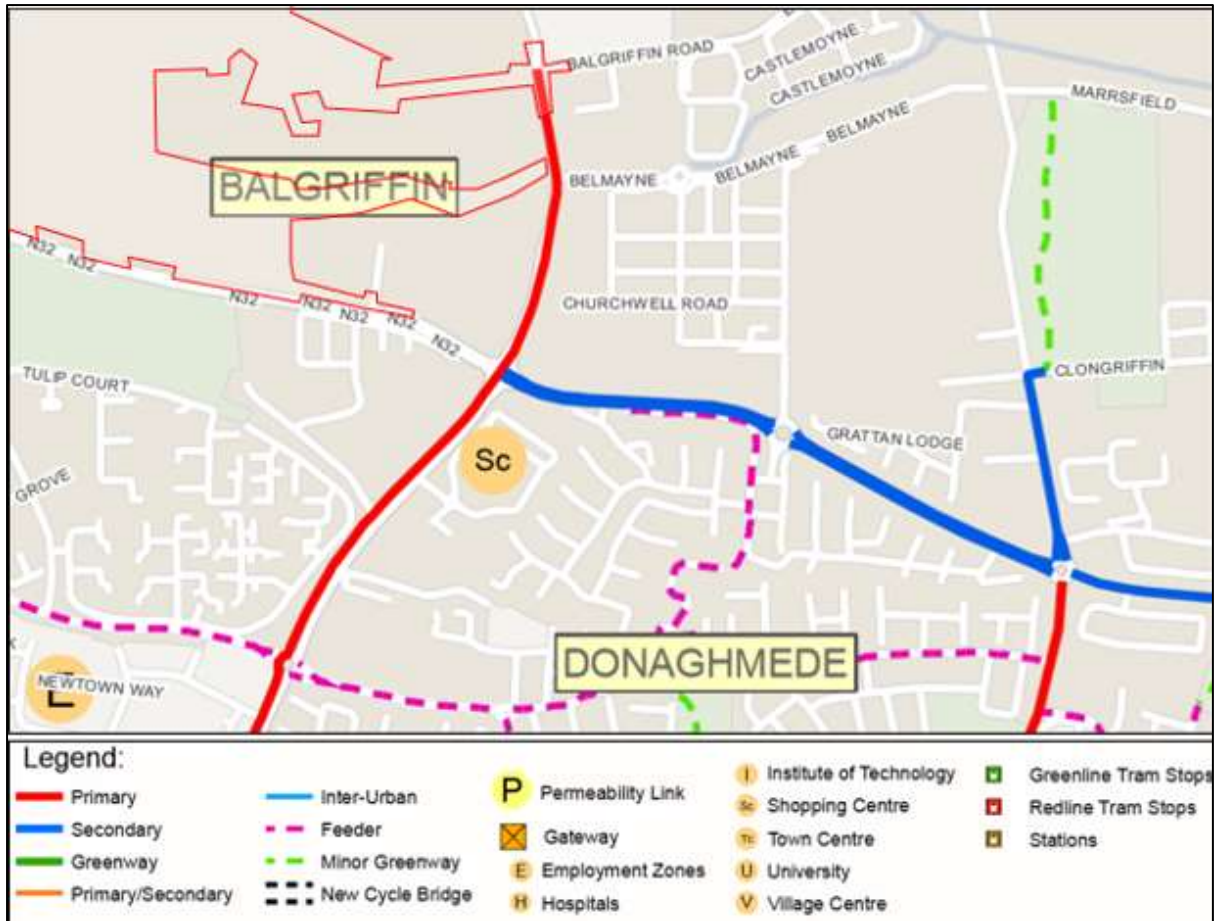 BALGRIFFIN ROAD
CASTLEMOYNE
CASTLEMOYNE
MARRSFIELD
BELMAYNE
BELMAYNE
BELMAYNE
BALGRIFFIN
N32
N32
N32
N32
N32
N32
N32
CHURCHWELL ROAD
TULIP COURT
CLONGRIFFIN
GRATTAN LODGE
Sc
GROVE
DONAGHMEDE
NEWTOWN WAY
Legend:
Primary
Secondary
Greenway
Primary/Secondary
Inter-Urban
Feeder
Minor Greenway
New Cycle Bridge
P Permeability Link
Gateway
E Employment Zones
H Hospitals
I Institute of Technology
Sc Shopping Centre
Tc Town Centre
U University
V Village Centre
Greenline Tram Stops
Redline Tram Stops
Stations